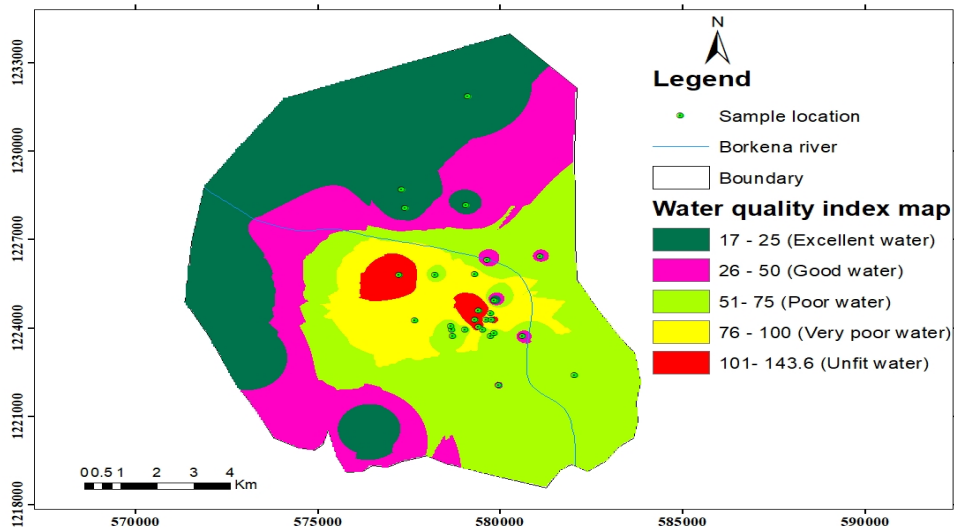 N
Legend
Sample location
Borkena river
Boundary
Water quality index map
17 - 25 (Excellent water)
26 - 50 (Good water)
51- 75 (Poor water)
76 - 100 (Very poor water)
101- 143.6 (Unfit water)
1233000
1230000
1227000
1224000
1221000
1218000
0 0.5 1 2 3 4
Km
570000 575000 580000 585000 590000